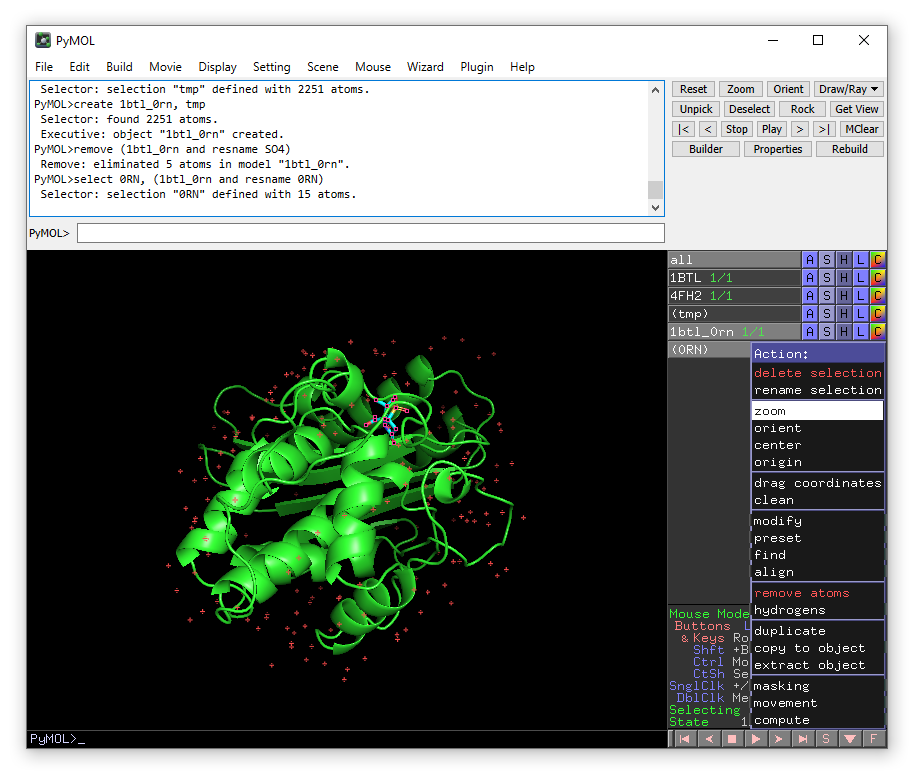 PyMOL
File Edit Build Movie Display Setting Scene Mouse Wizard Plugin Help
Selector: selection "tmp" defined with 2251 atoms.
PyMOL>create 1btl_0rn, tmp
Selector: found 2251 atoms.
Executive: object "1btl_0rn" created.
PyMOL>remove (1btl_0rn and resname SO4)
Remove: eliminated 5 atoms in model "1btl_0rn".
PyMOL>select 0RN, (1btl_0rn and resname 0RN)
Selector: selection "0RN" defined with 15 atoms.
PyMOL>
Reset Zoom Orient Draw/Ray
Unpick Deselect Rock Get View
|< < Stop Play > >| MClear
Builder Properties Rebuild
all A S H L C
1BTL 1/1 A S H L C
4FH2 1/1 A S H L C
(tmp) A S H L C
1btl_0rn 1/1 A S H L C
(0RN)
Action:
delete selection
rename selection
zoom
orient
center
origin
drag coordinates
clean
modify
preset
find
align
remove atoms
hydrogens
duplicate
copy to object
extract object
masking
movement
compute
Mouse Mode
Buttons L
& Keys Ro
Shft +B
Ctrl Mo
CtSh Se
SnglClk +/
DblClk Me
Selecting
State 1
PyMOL>_
S F